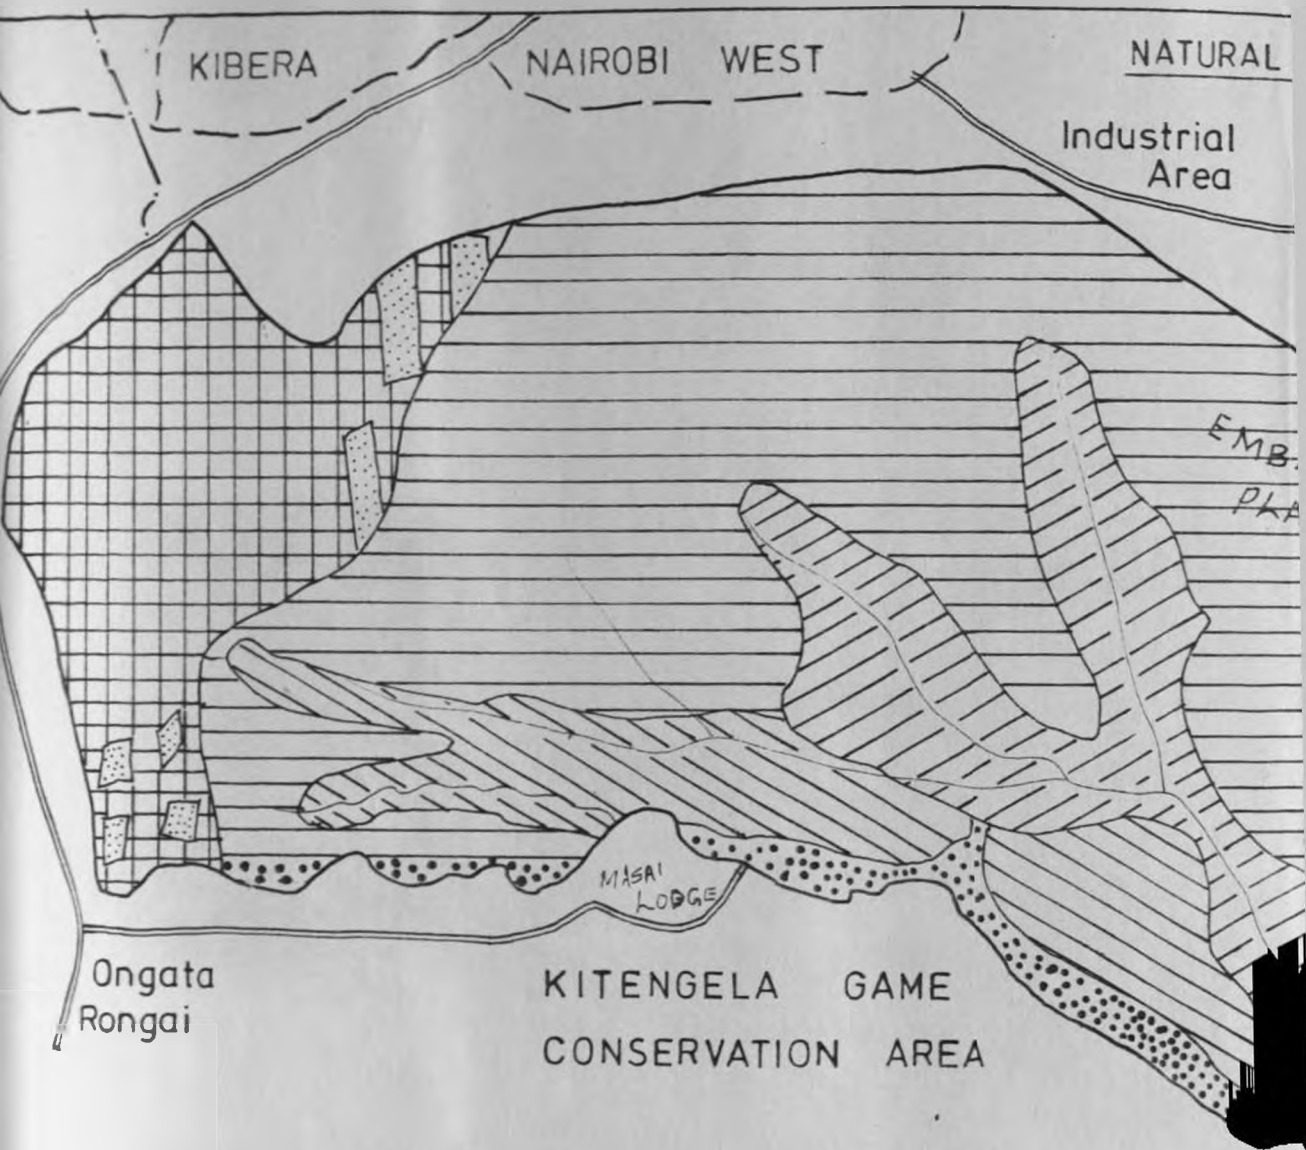 KIBERA
NAIROBI WEST
NATURAL
Industrial
Area
MASAI
LODGE
Ongata
Rongai
KITENGELA GAME
CONSERVATION AREA